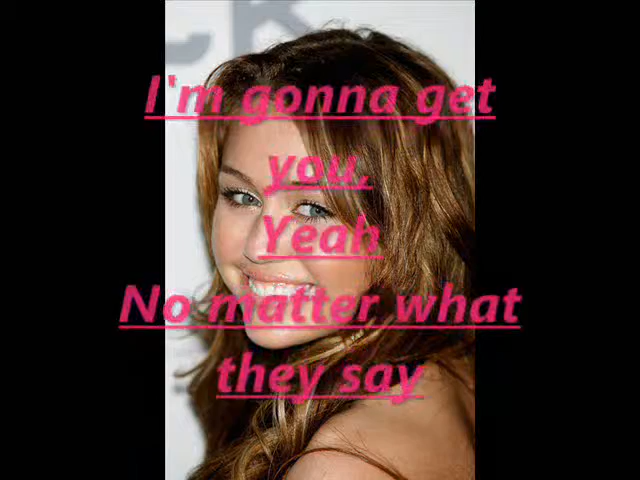 I'm gonna get
you,
Yeah
No matter what
they say